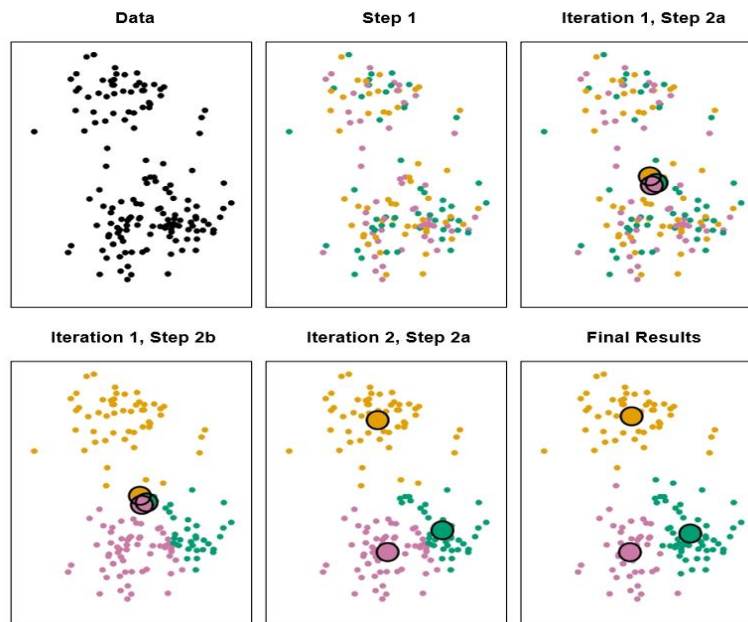 Data
Step 1
Iteration 1, Step 2a
Iteration 1, Step 2b
Iteration 2, Step 2a
Final Results